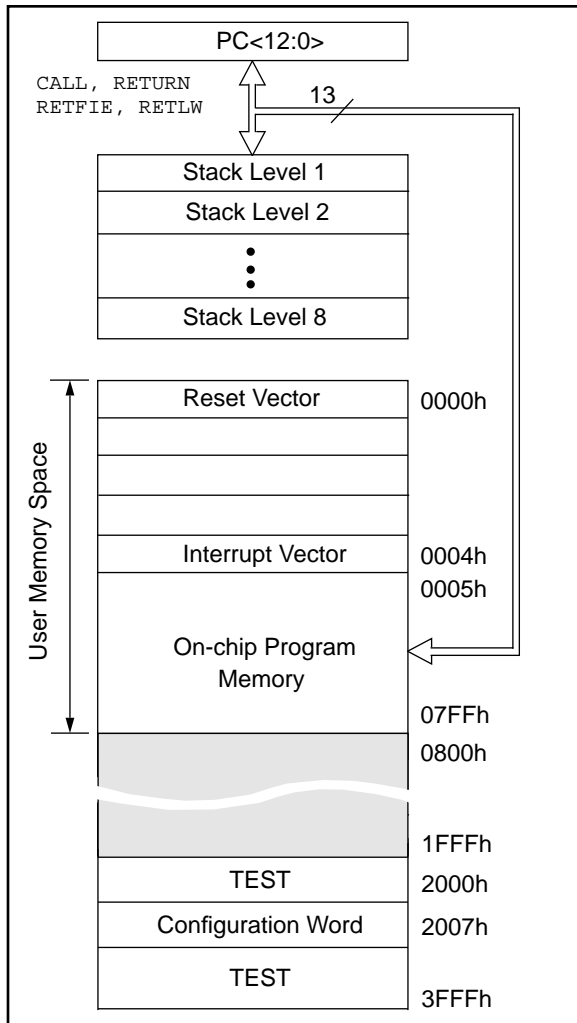 PC<12:0>
CALL, RETURN
RETFIE, RETLW
13
Stack Level 1
Stack Level 2
Stack Level 8
User Memory Space
Reset Vector
0000h
Interrupt Vector
0004h
0005h
On-chip Program
Memory
07FFh
0800h
1FFFh
TEST
2000h
Configuration Word
2007h
TEST
3FFFh